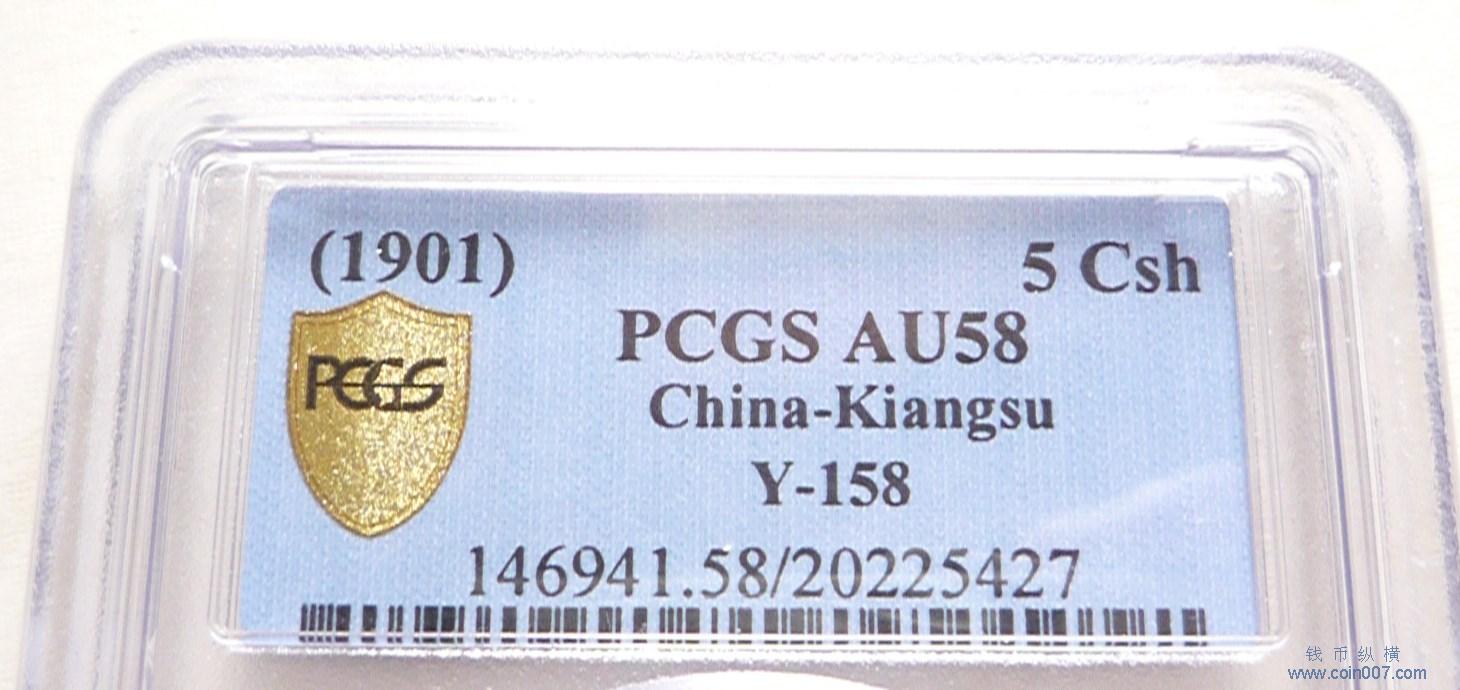 (1901) 5 Csh
PCGS
PCGS AU58
China-Kiangsu
Y-158
146941.58/20225427
钱币纵横
www.coin007.com